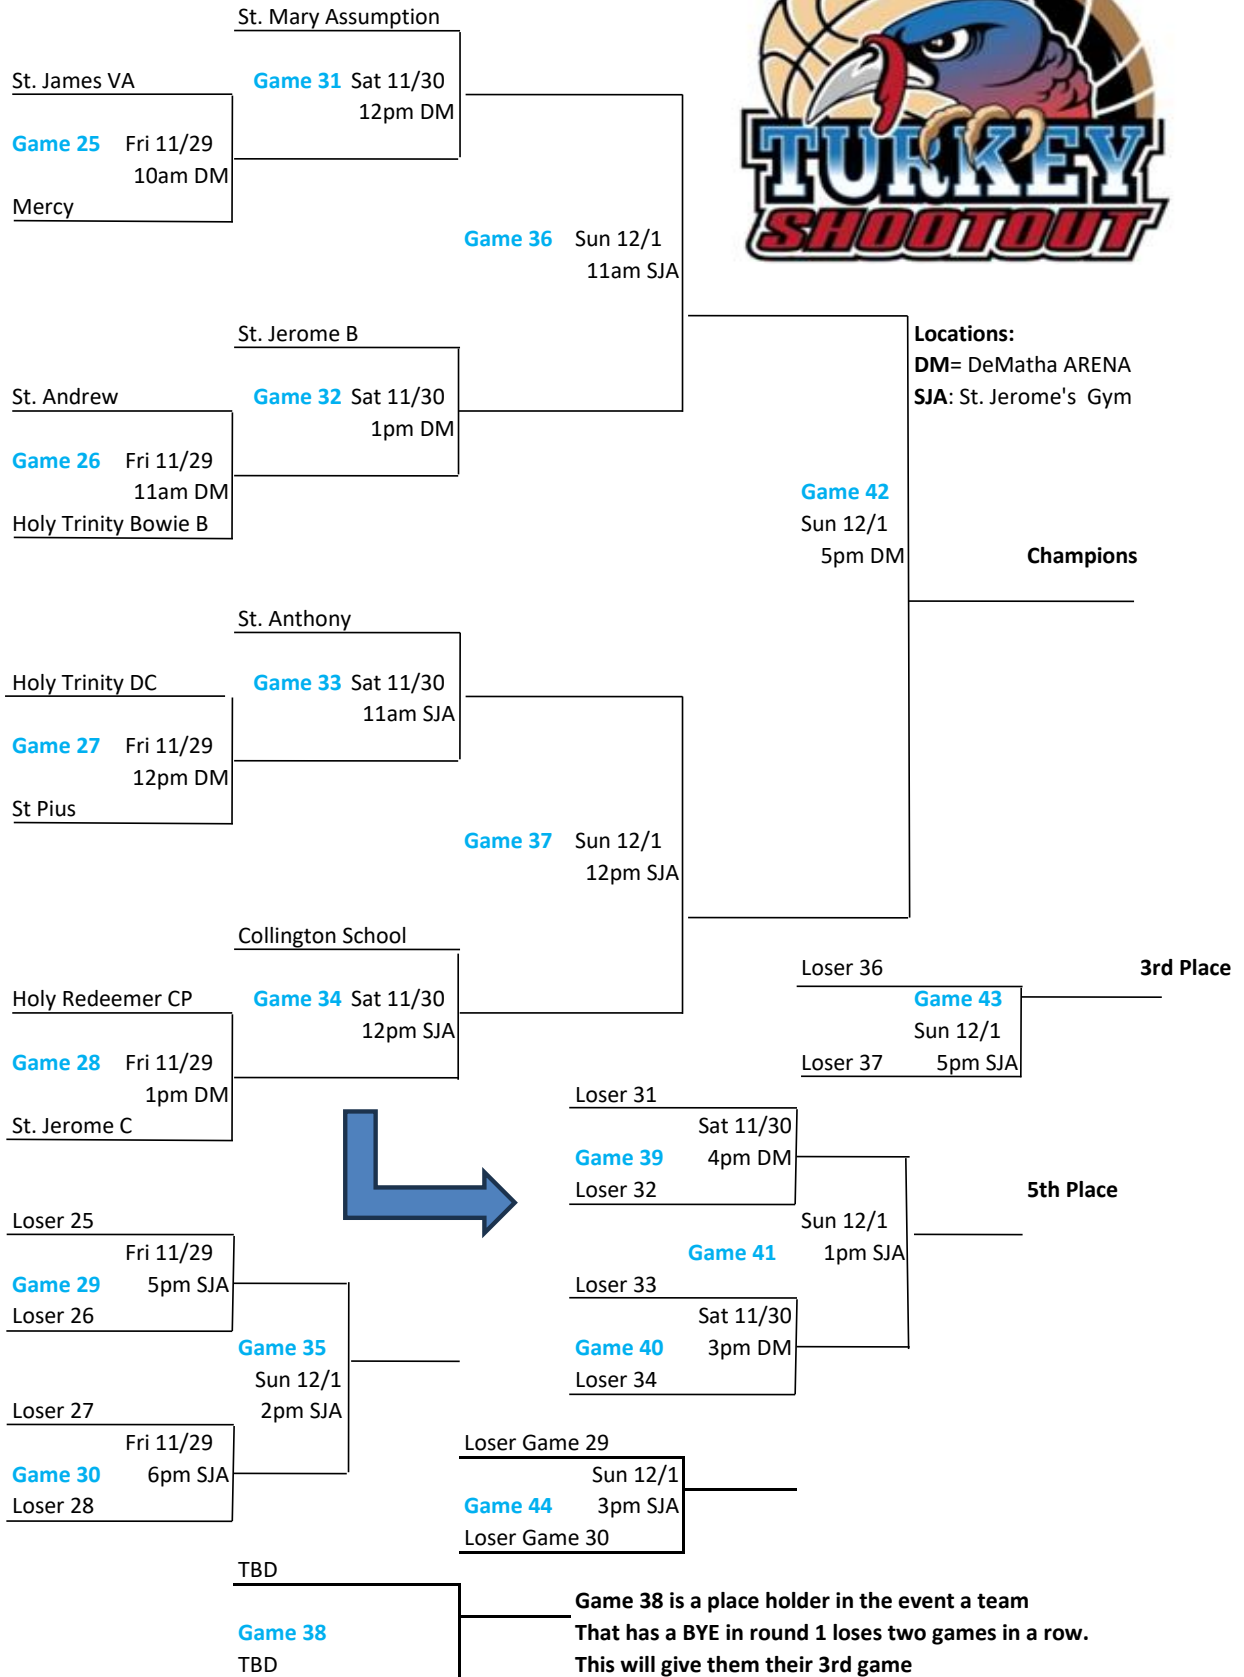 St. Mary Assumption
St. James VA
Game 31 Sat 11/30
12pm DM
Game 25 Fri 11/29
10am DM
Mercy
TURKEY
SHOOTOUT
Game 36 Sun 12/1
11am SJA
St. Jerome B
Locations:
DM= DeMatha ARENA
SJA: St. Jerome's Gym
St. Andrew
Game 32 Sat 11/30
1pm DM
Game 26 Fri 11/29
11am DM
Holy Trinity Bowie B
Game 42
Sun 12/1
5pm DM
Champions
St. Anthony
Holy Trinity DC
Game 33 Sat 11/30
11am SJA
Game 27 Fri 11/29
12pm DM
St Pius
Game 37 Sun 12/1
12pm SJA
Collington School
Loser 36
3rd Place
Holy Redeemer CP
Game 34 Sat 11/30
12pm SJA
Game 43
Sun 12/1
Loser 37 5pm SJA
Game 28 Fri 11/29
1pm DM
St. Jerome C
Loser 31
Sat 11/30
Game 39 4pm DM
Loser 32
5th Place
Sun 12/1
Game 41 1pm SJA
Loser 33
Sat 11/30
Game 40 3pm DM
Loser 34
Loser 25
Fri 11/29
Game 29 5pm SJA
Loser 26
Game 35
Sun 12/1
2pm SJA
Loser 27
Fri 11/29
Game 30 6pm SJA
Loser 28
Loser Game 29
Sun 12/1
Game 44 3pm SJA
Loser Game 30
TBD
Game 38
TBD
Game 38 is a place holder in the event a team
That has a BYE in round 1 loses two games in a row.
This will give them their 3rd game